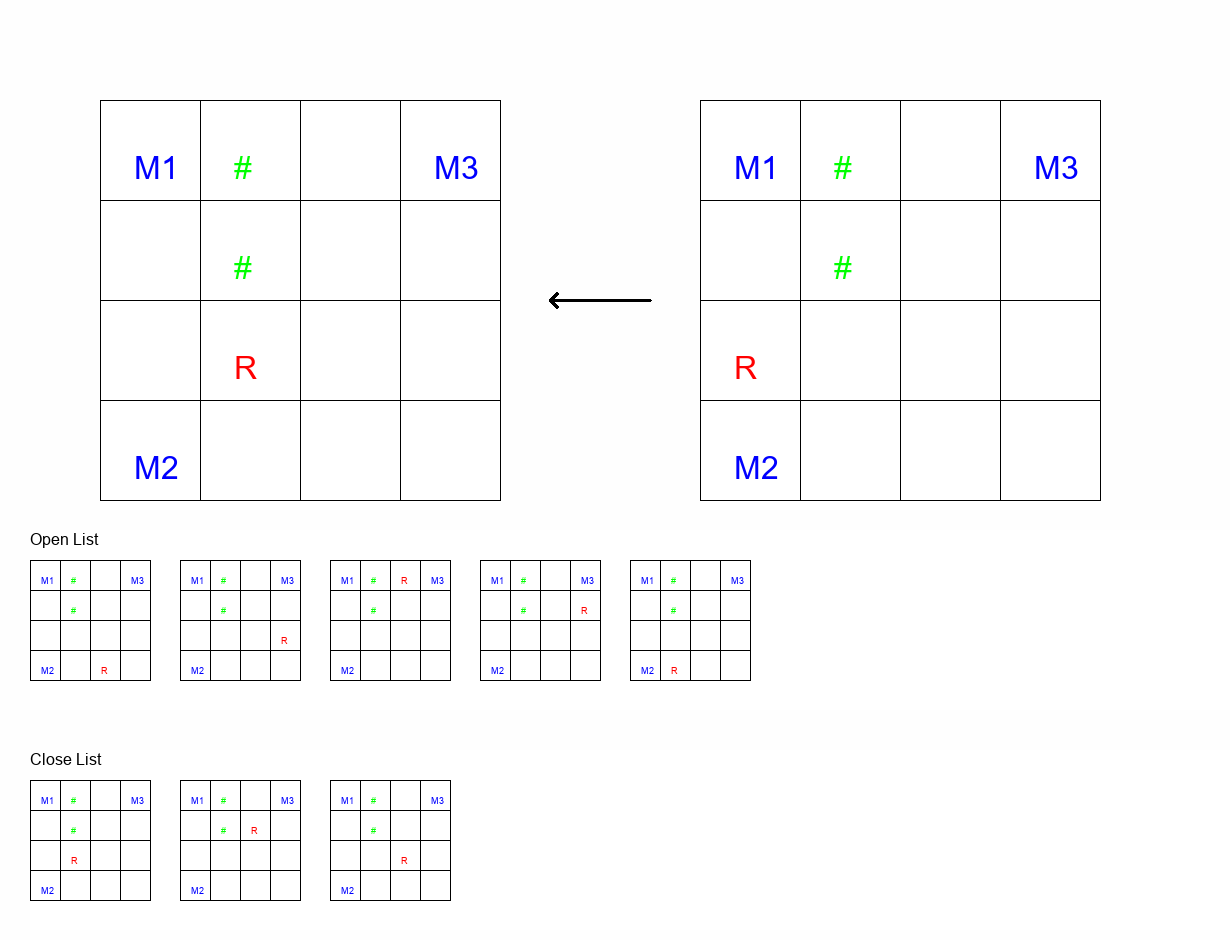 M1 # M3 M1 # M3
# #
R R
M2 M2
Open List
M1 # M3 M1 # M3 M1 # R M3 M1 # M3 M1 # M3
# # # # R #
R
M2 R M2 M2 M2 M2 R
Close List
M1 # M3 M1 # M3 M1 # M3
# # R #
R R
M2 M2 M2